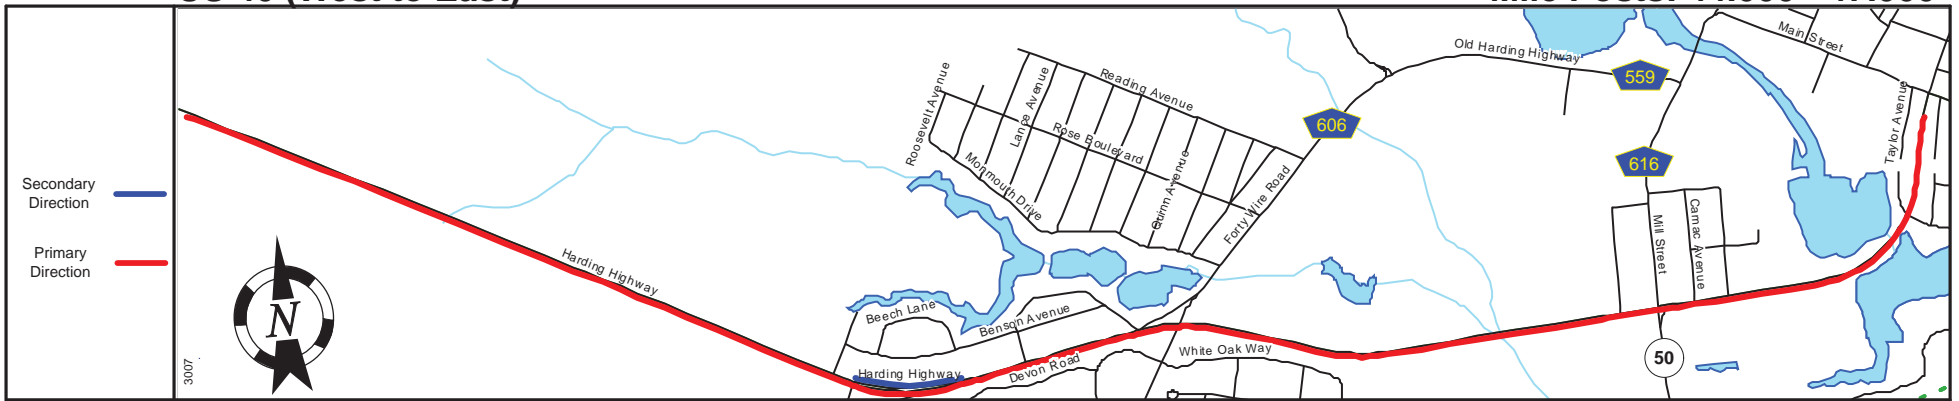 Secondary
Direction
Primary
Direction
3007
N
Harding Highway
Roosevelt Avenue
Lance Avenue
Reading Avenue
Rose Boulevard
Monmouth Drive
Quinn Avenue
Forty Wire Road
606
Old Harding Highway
559
Main Street
616
Taylor Avenue
Mill Street
Camac Avenue
Beech Lane
Benson Avenue
Harding Highway
Devon Road
White Oak Way
50